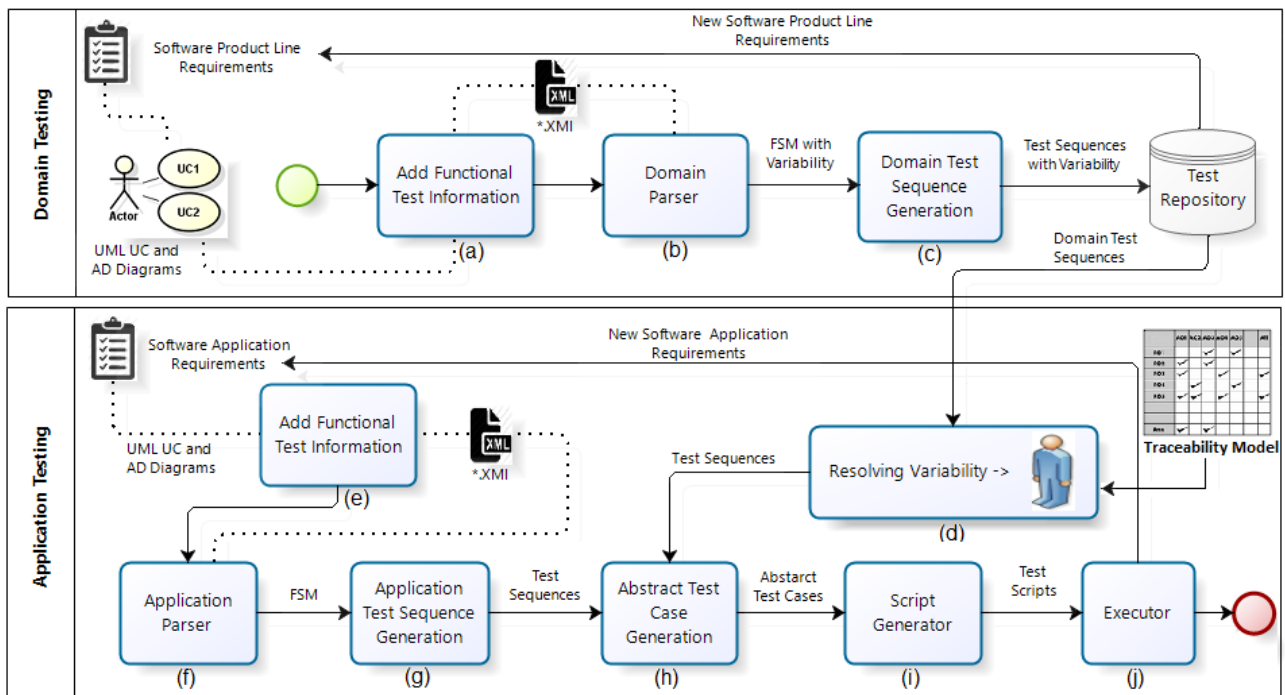 Domain Testing
New Software Product Line
Requirements
Software Product Line
Requirements
XML
*.XMI
UC1
UC2
Actor
UML UC and
AD Diagrams
Add Functional
Test Information
(a)
Domain
Parser
(b)
FSM with
Variability
Domain Test
Sequence
Generation
(c)
Test Sequences
with Variability
Test
Repository
Domain Test
Sequences
Application Testing
Software Application
Requirements
New Software Application
Requirements
Add Functional
Test Information
(e)
UML UC and
AD Diagrams
XML
*.XMI
Traceability Model
Test Sequences
Resolving Variability ->
(d)
Application
Parser
(f)
FSM
Application
Test Sequence
Generation
(g)
Test
Sequences
Abstract Test
Case
Generation
(h)
Abstarct
Test Cases
Script
Generator
(i)
Test
Scripts
Executor
(j)